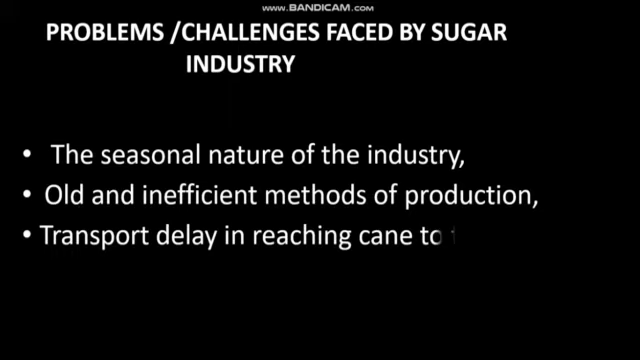 WWW.BANDICAM.COM
PROBLEMS /CHALLENGES FACED BY SUGAR
INDUSTRY
• The seasonal nature of the industry,
• Old and inefficient methods of production,
• Transport delay in reaching cane to